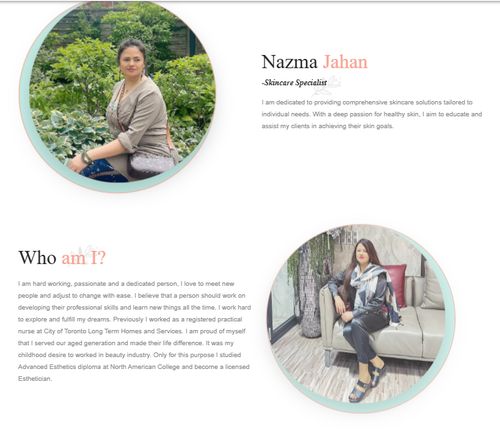 Nazma Jahan
-Skincare Specialist
I am dedicated to providing comprehensive skincare solutions tailored to
individual needs. With a deep passion for healthy skin, I aim to educate and
assist my clients in achieving their skin goals.
Who am I?
I am hard working, passionate and a dedicated person, I love to meet new
people and adjust to change with ease. I believe that a person should work on
developing their professional skills and learn new things all the time. I work hard
to explore and fulfill my dreams. Previously I worked as a registered practical
nurse at City of Toronto Long Term Homes and Services. I am proud of myself
that I served our aged generation and made their life difference. It was my
childhood desire to worked in beauty industry. Only for this purpose I studied
Advanced Esthetics diploma at North American College and become a licensed
Esthetician.